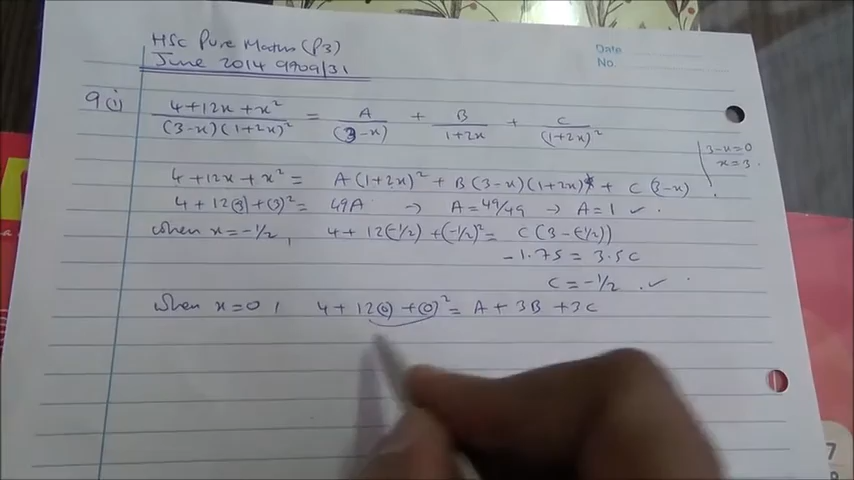 HSC Pure Maths (P3)
June 2014 9709/31
Date
No.
9(i) 4+12x+x² / (3-x)(1+2x)² = A / (3-x) + B / 1+2x + C / (1+2x)²
3-x=0
x=3.
4+12x+x² = A(1+2x)² + B(3-x)(1+2x) + C(3-x)
4+12(3)+(3)² = 49A → A=49/49 → A=1 ✓.
when x=-1/2, 4+12(-1/2)+(-1/2)² = C(3-(-1/2))
-1.75 = 3.5C
C=-1/2 . ✓
when x=0, 4+12(0)+(0)² = A+3B+3C
7